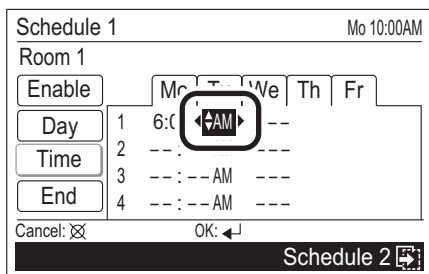 Schedule 1 Mo 10:00AM
Room 1
Enable Mo Tu We Th Fr
Day 1 6:0 AM --
Time 2 --:--AM ---
3 --:--AM ---
End 4 --:--AM ---
Cancel: OK:
Schedule 2